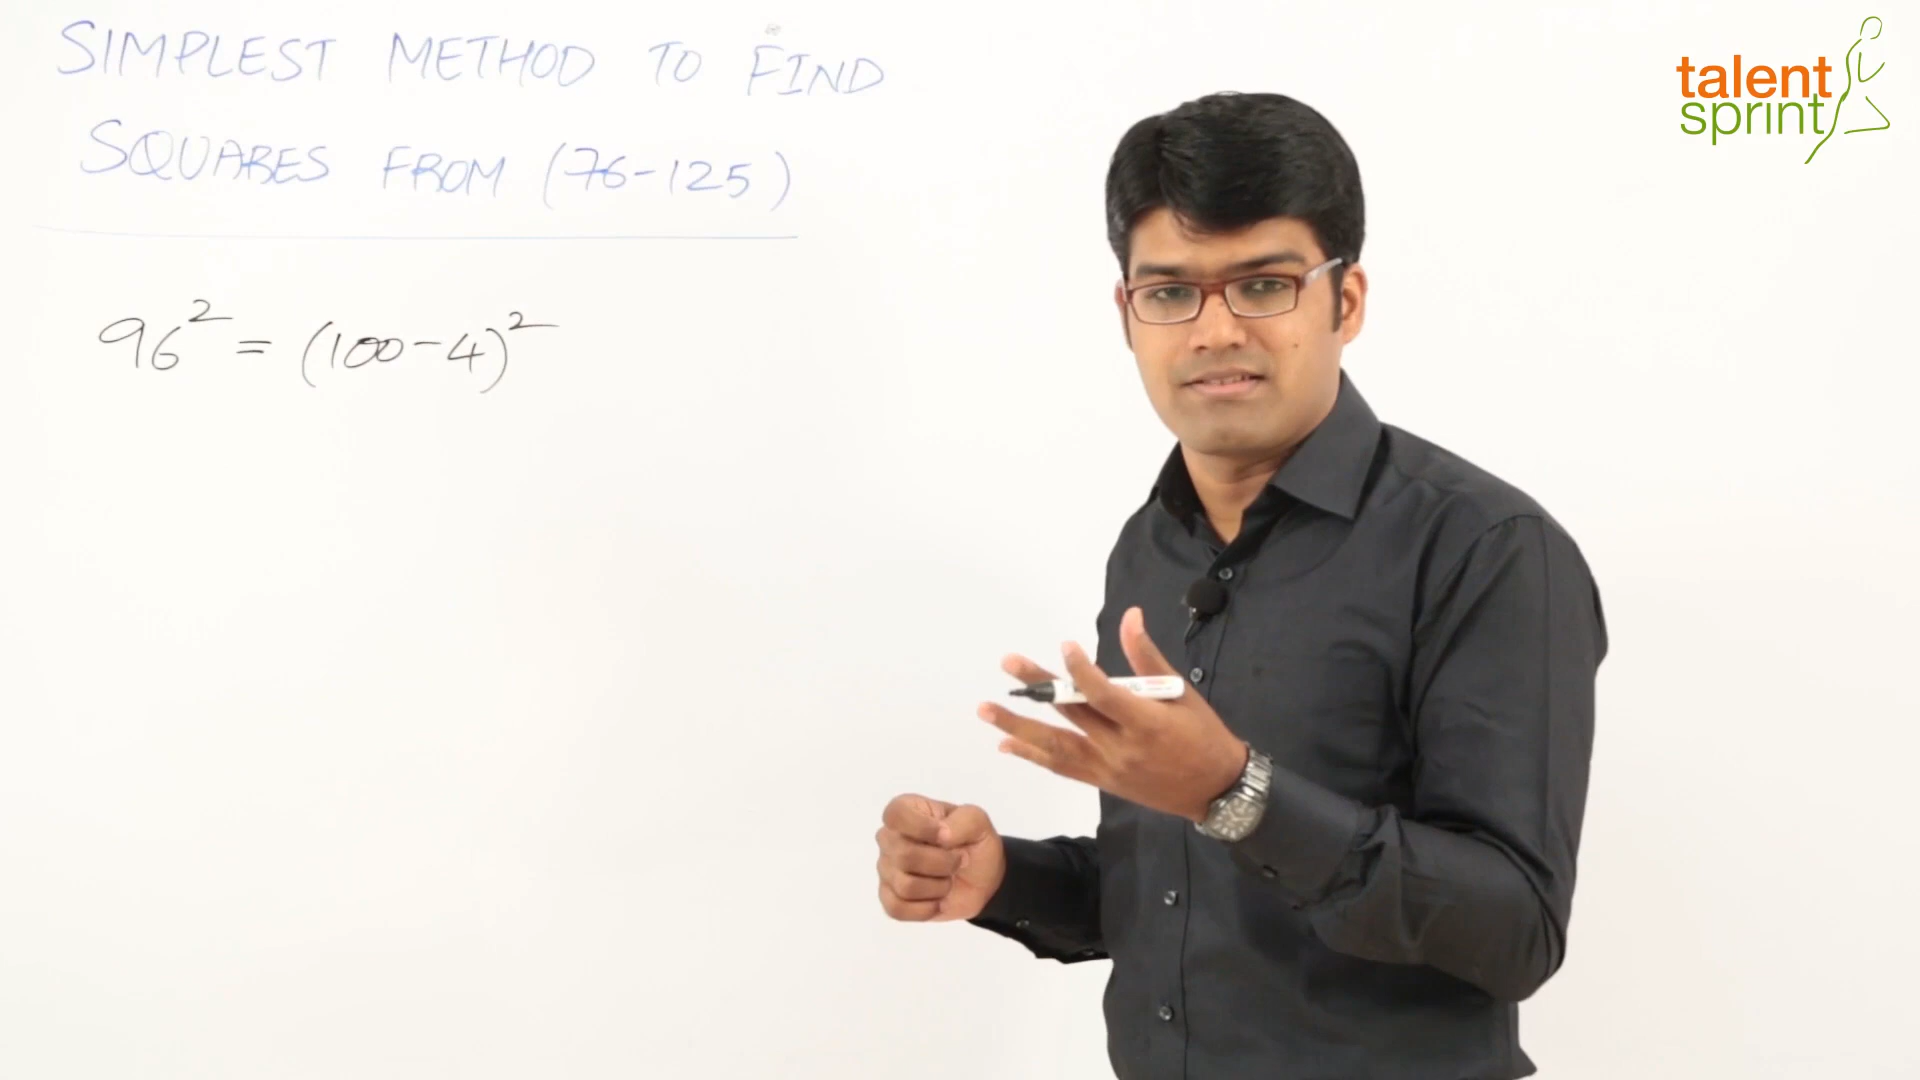 SIMPLEST METHOD TO FIND
SQUARES FROM (76-125)
96² = (100-4)²
talent
sprint